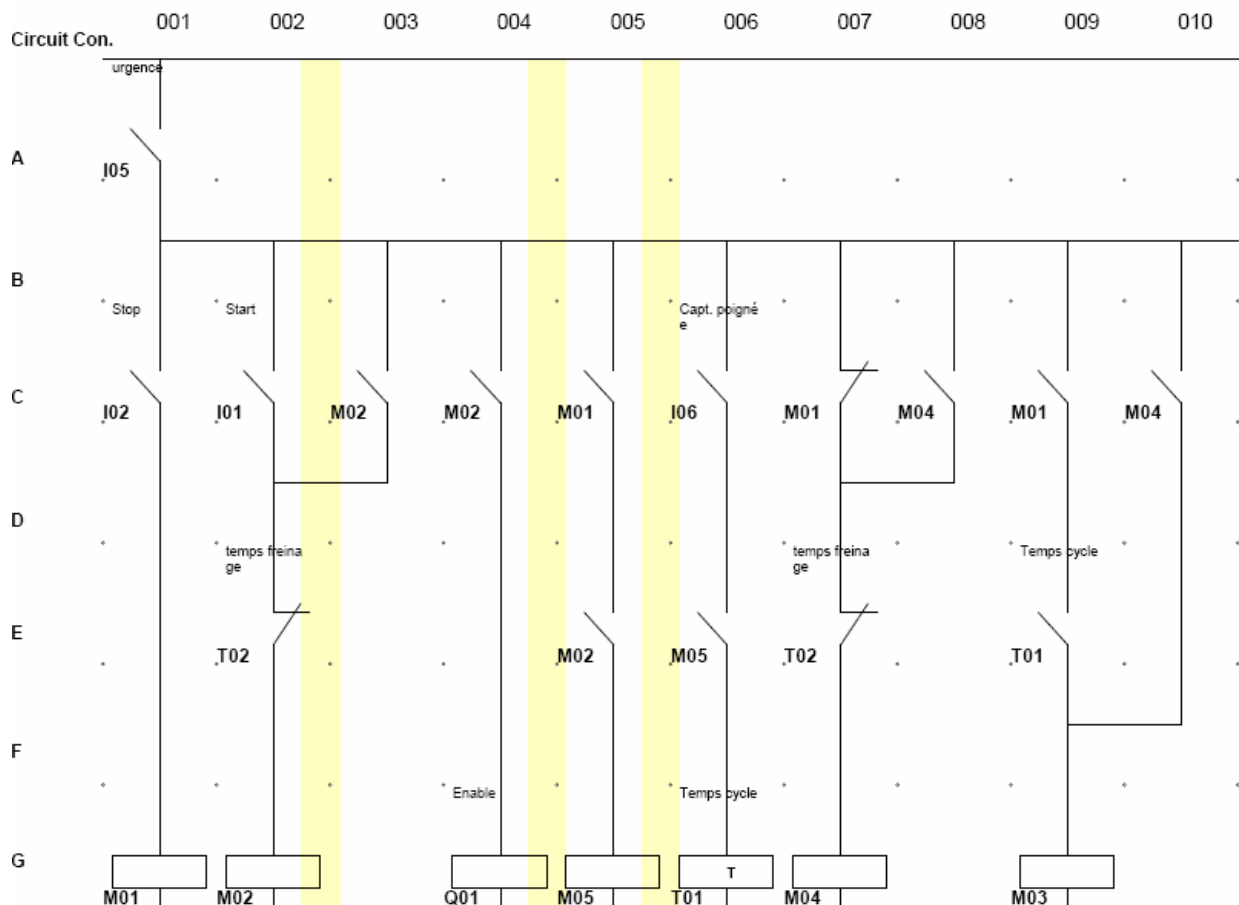 001 002 003 004 005 006 007 008 009 010
Circuit Con.
urgence
A
I05
B
Stop Start Capt. poigné
e
C
I02 I01 M02 M02 M01 I06 M01 M04 M01 M04
D
temps freina temps freina Temps cycle
ge ge
E
T02 M02 M05 T02 T01
F
Enable Temps cycle
G
T
M01 M02 Q01 M05 T01 M04 M03